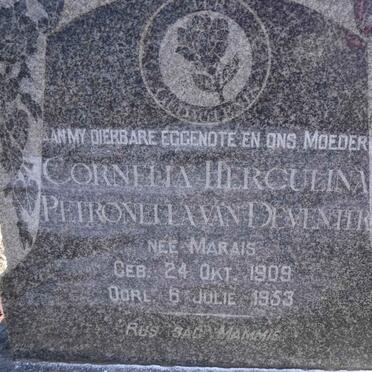 AAN MY DIERBARE EGGENOTE EN ONS MOEDER
CORNELIA HERCULINA
PETRONELLA VAN DEVENTER
NEE MARAIS
GEB: 24 OKT. 1909
OORL. 6 JULIE 1953
"RUS SAG" MAMMIE